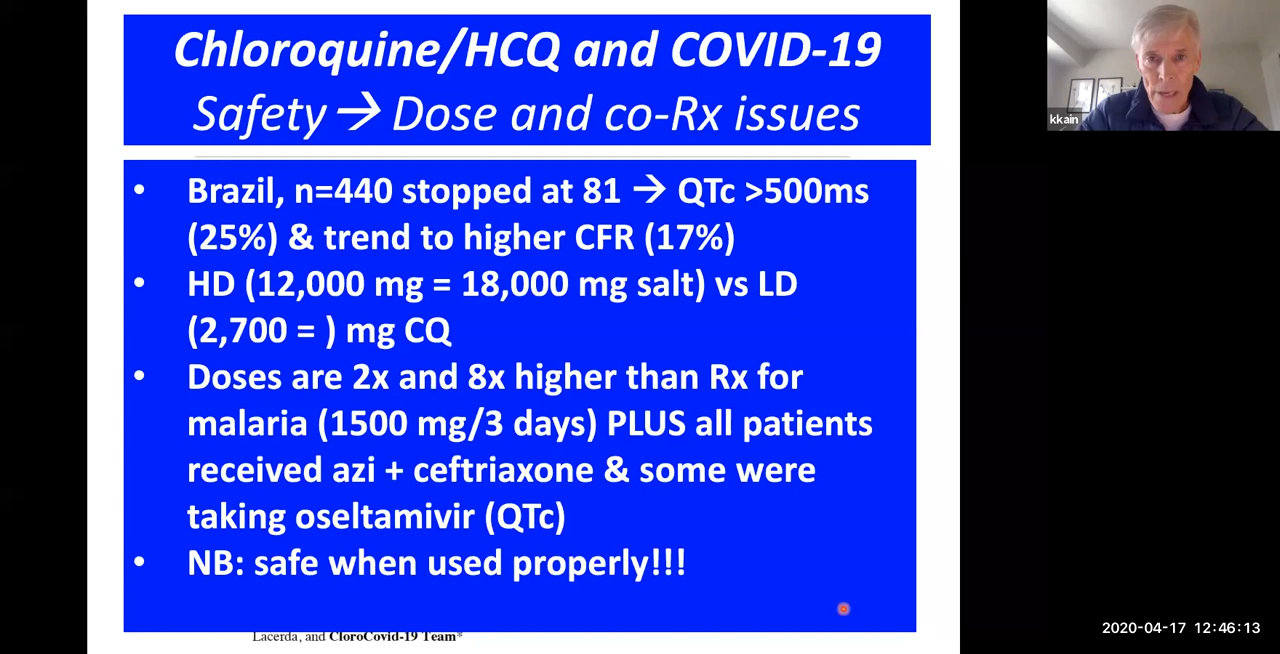 Chloroquine/HCQ and COVID-19
Safety→ Dose and co-Rx issues
kkain
• Brazil, n=440 stopped at 81 → QTc >500ms
(25%) & trend to higher CFR (17%)
• HD (12,000 mg = 18,000 mg salt) vs LD
(2,700 = ) mg CQ
• Doses are 2x and 8x higher than Rx for
malaria (1500 mg/3 days) PLUS all patients
received azi + ceftriaxone & some were
taking oseltamivir (QTc)
• NB: safe when used properly!!!
Lacerda, and CloroCovid-19 Team*
2020-04-17 12:46:13